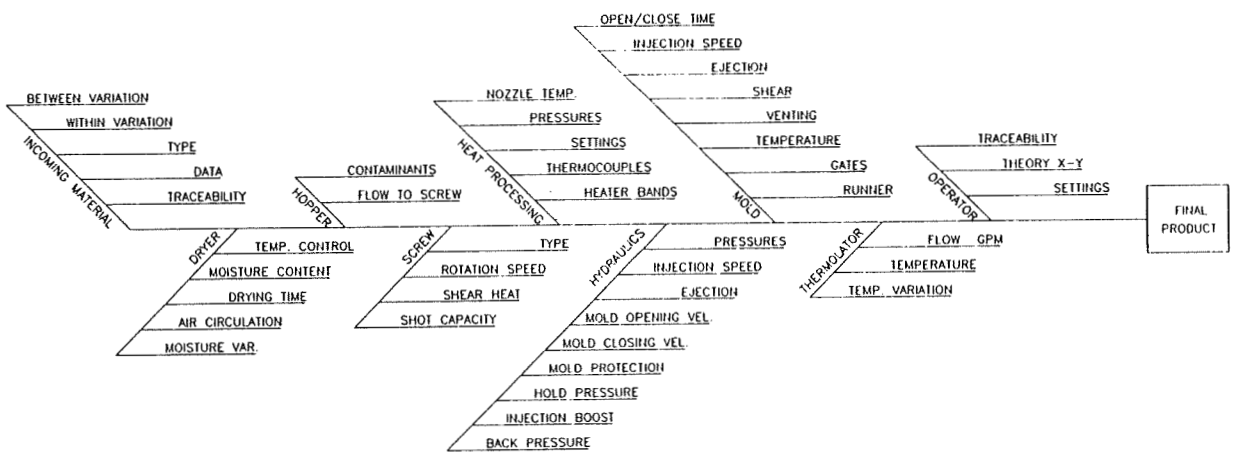 OPEN/CLOSE TIME
INJECTION SPEED
EJECTION
SHEAR
VENTING
TEMPERATURE
GATES
RUNNER
MOLD
BETWEEN VARIATION
WITHIN VARIATION
TYPE
DATA
TRACEABILITY
INCOMING MATERIAL
CONTAMINANTS
FLOW TO SCREW
HOPPER
NOZZLE TEMP.
PRESSURES
SETTINGS
THERMOCOUPLES
HEATER BANDS
HEAT PROCESSING
TRACEABILITY
THEORY X-Y
SETTINGS
OPERATOR
FINAL
PRODUCT
DRYER
TEMP. CONTROL
MOISTURE CONTENT
DRYING TIME
AIR CIRCULATION
MOISTURE VAR.
SCREW
TYPE
ROTATION SPEED
SHEAR HEAT
SHOT CAPACITY
HYDRAULICS
PRESSURES
INJECTION SPEED
EJECTION
MOLD OPENING VEL.
MOLD CLOSING VEL.
MOLD PROTECTION
HOLD PRESSURE
INJECTION BOOST
BACK PRESSURE
THERMOLATOR
FLOW GPM
TEMPERATURE
TEMP. VARIATION